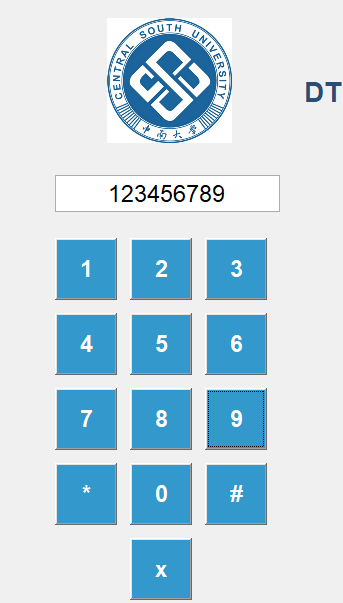 CENTRAL SOUTH UNIVERSITY
中南大学
DT
123456789
1 2 3
4 5 6
7 8 9
* 0 #
x